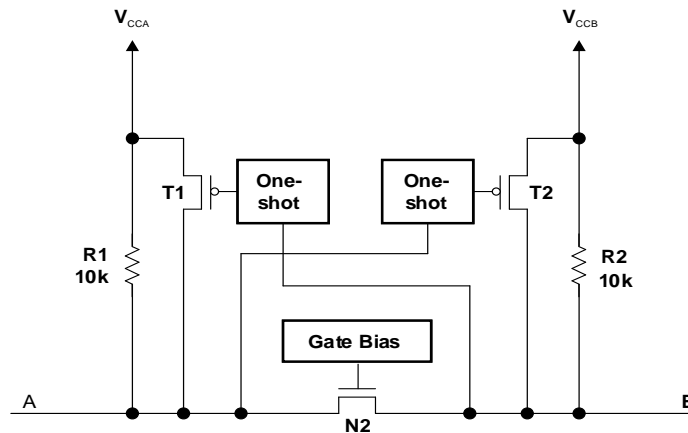 VCCA
VCCB
One-
shot
One-
shot
T1
T2
R1
10k
R2
10k
Gate Bias
A
B
N2